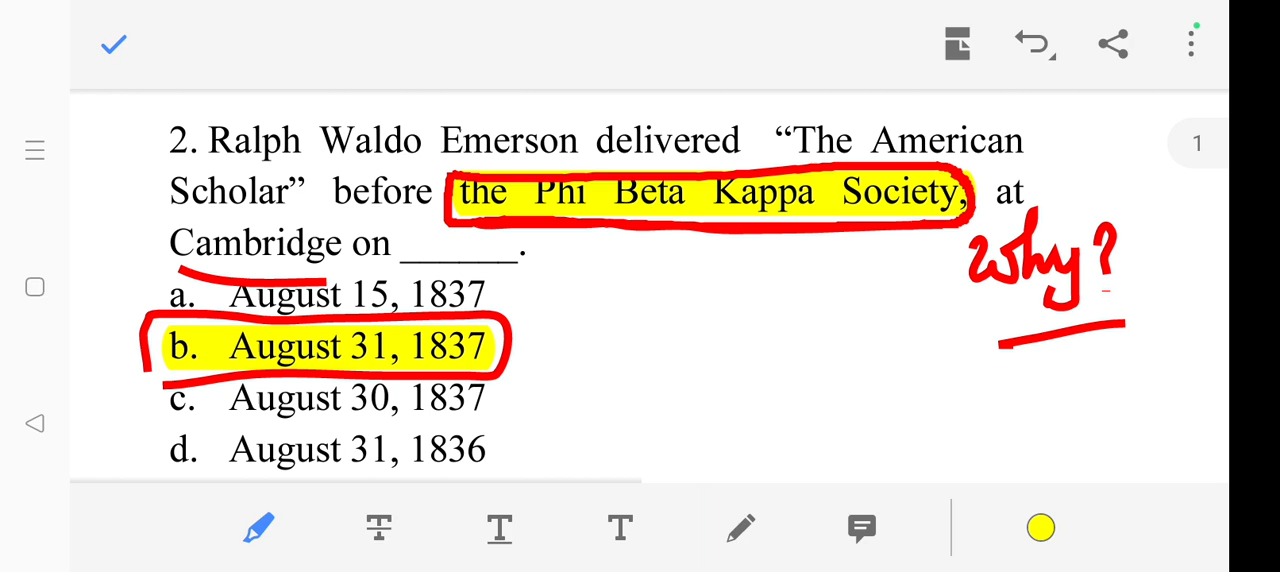 2. Ralph Waldo Emerson delivered “The American
1
Scholar” before the Phi Beta Kappa Society, at
Cambridge on ______.
why?
a. August 15, 1837
b. August 31, 1837
c. August 30, 1837
d. August 31, 1836
T T T